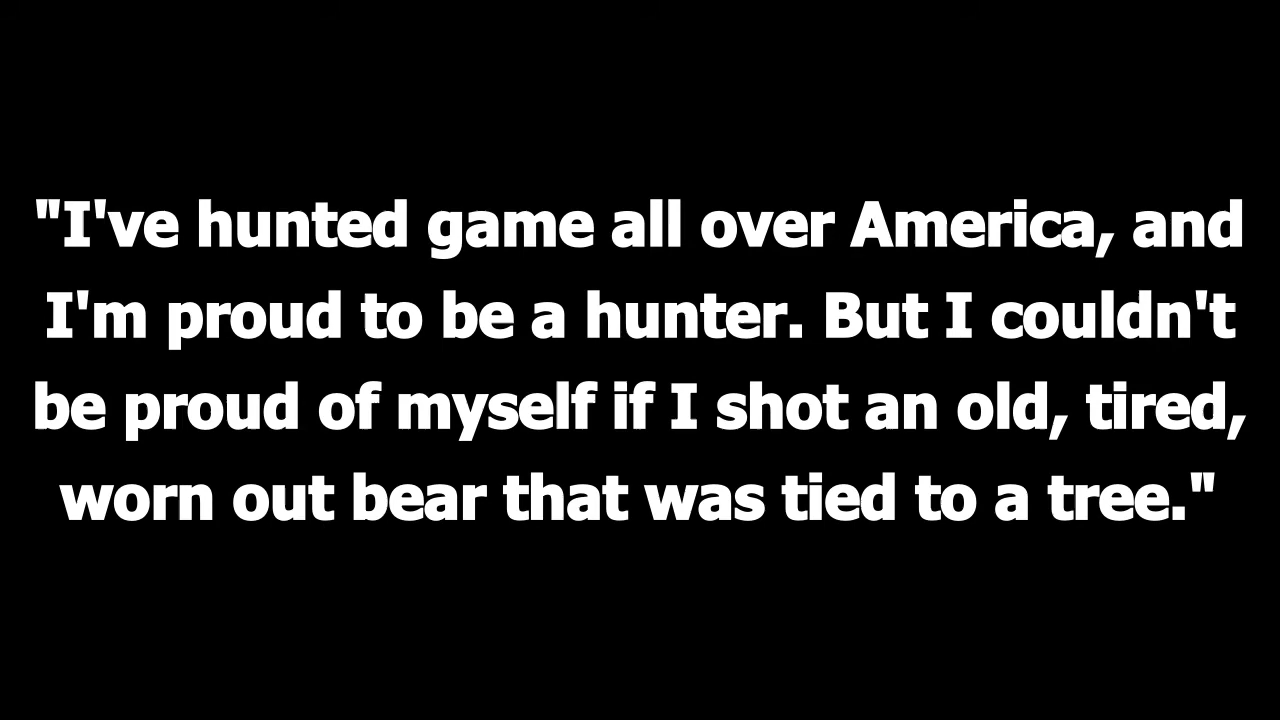 "I've hunted game all over America, and
I'm proud to be a hunter. But I couldn't
be proud of myself if I shot an old, tired,
worn out bear that was tied to a tree."